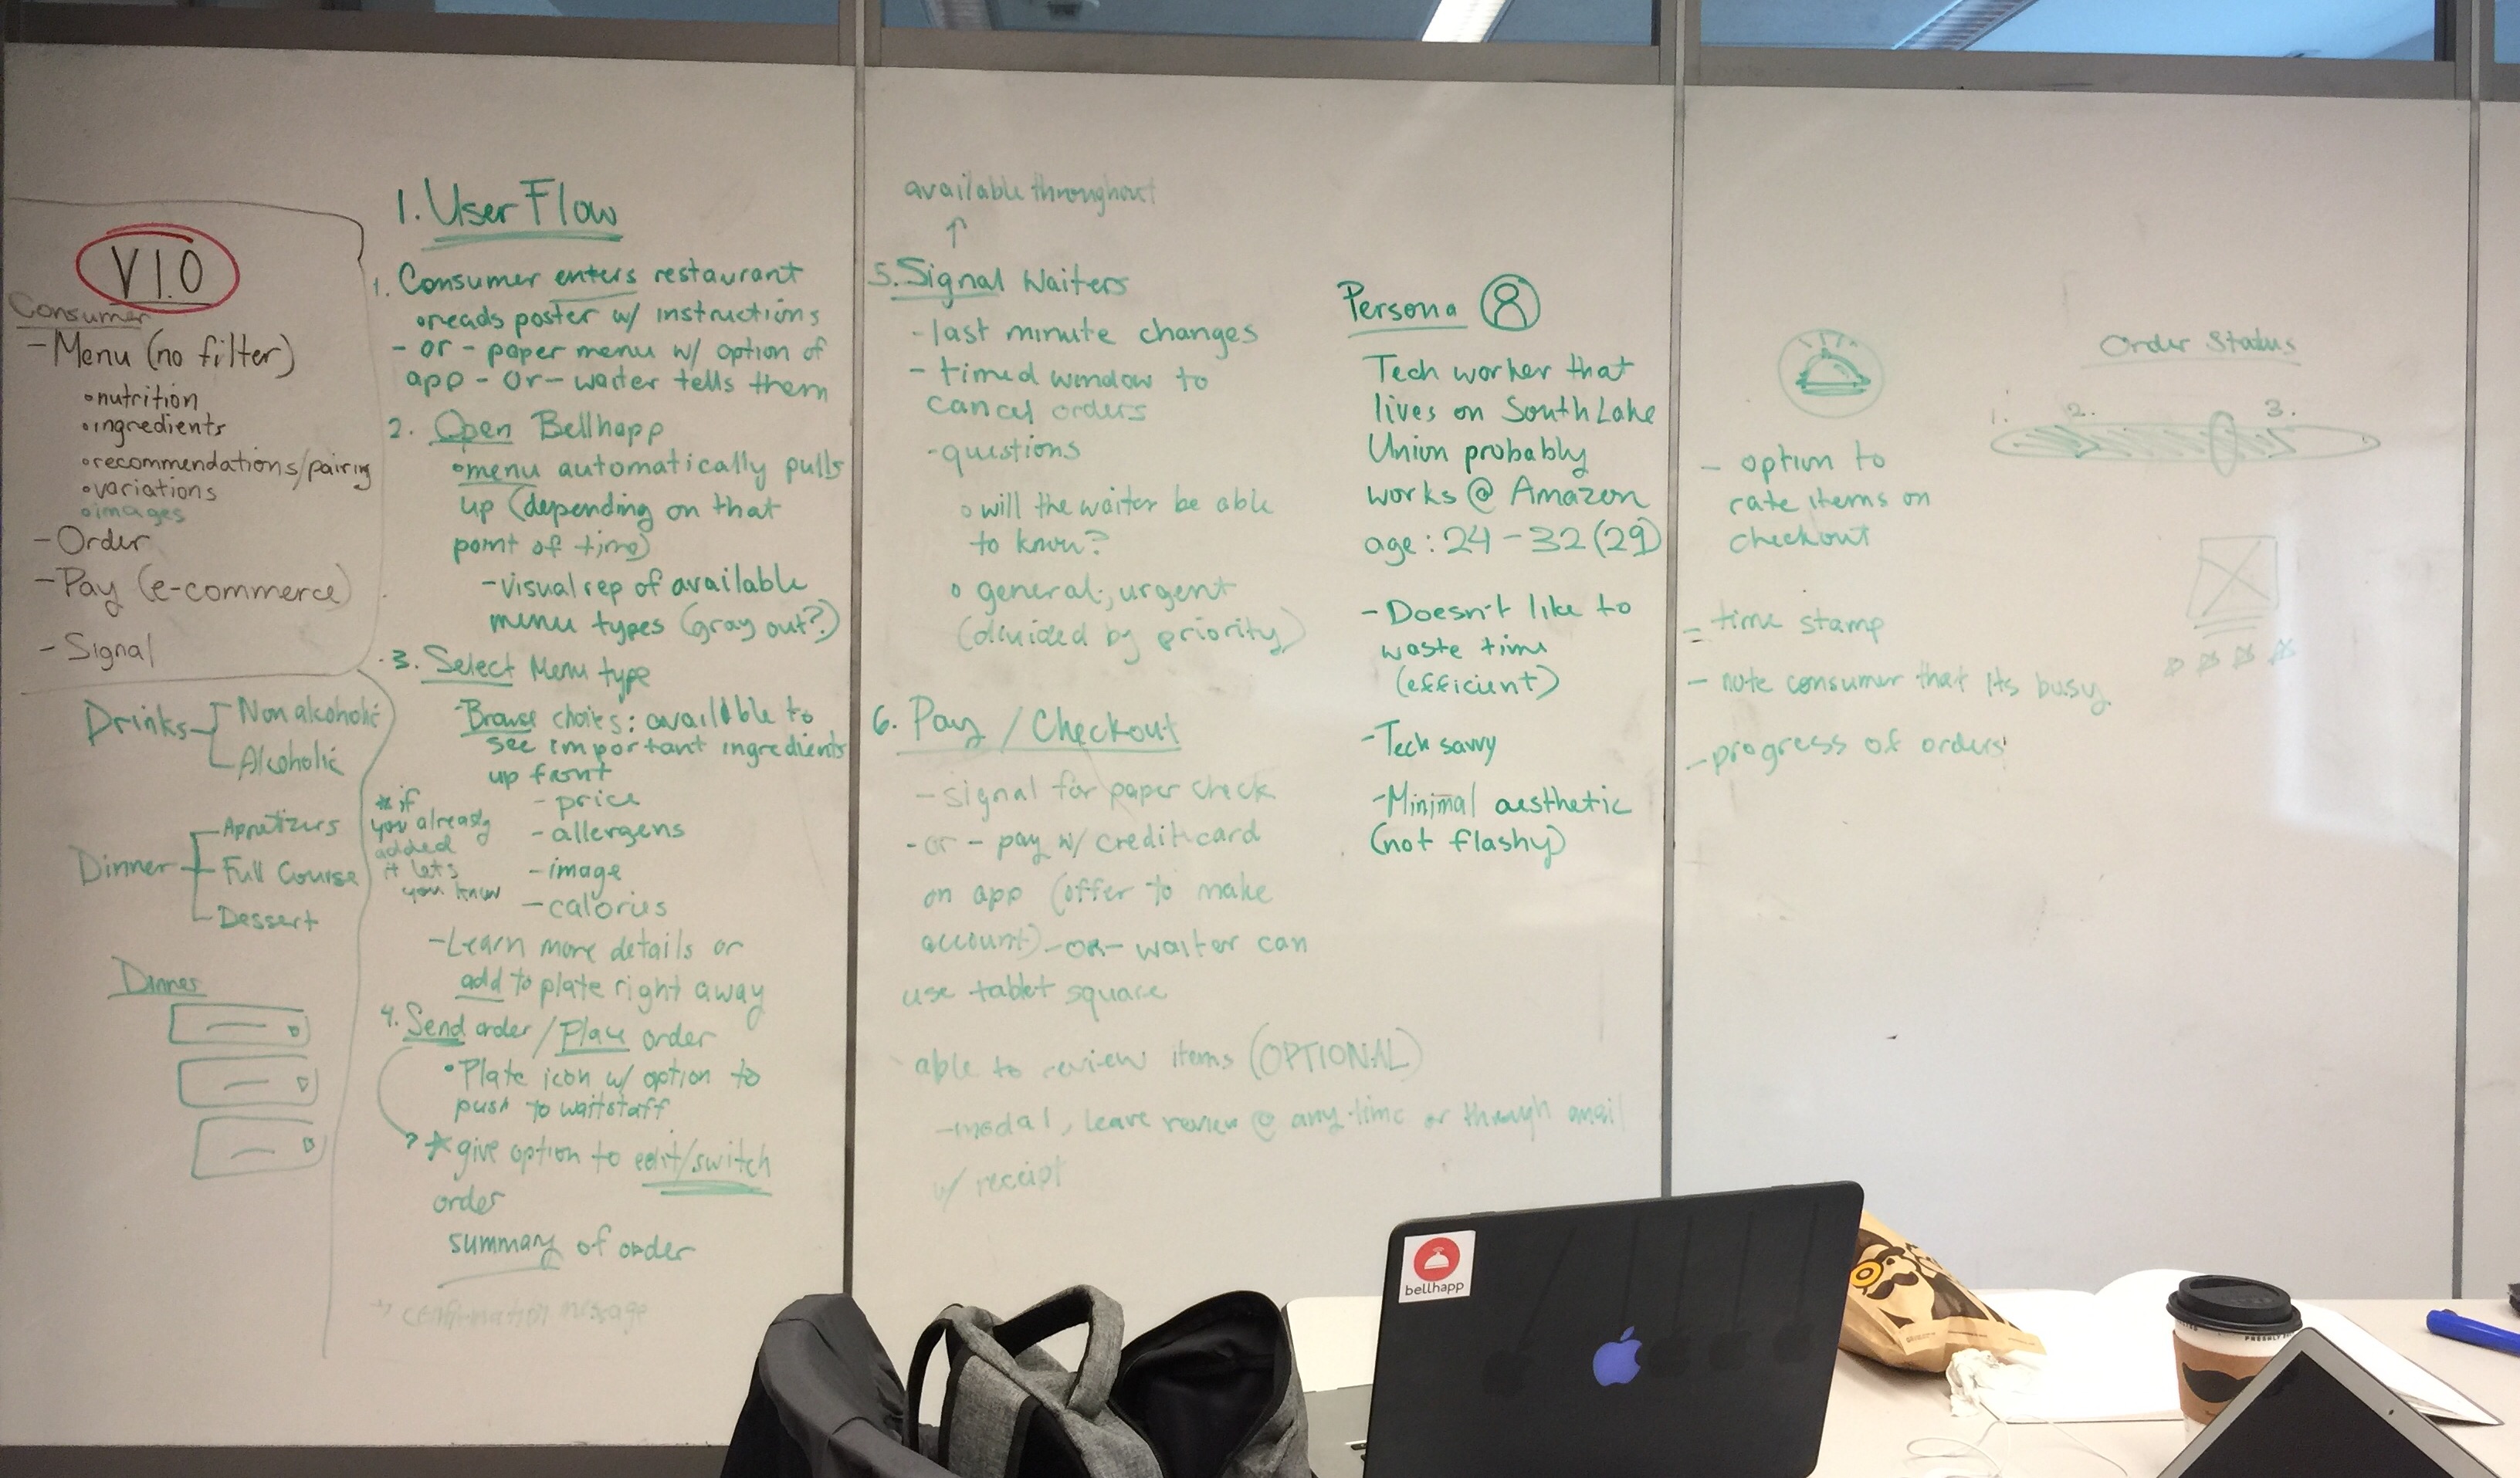 V1.0
Consumer
- Menu (no filter)
• nutrition
• ingredients
• recommendations/pairing
• variations
• images
- Order
- Pay (e-commerce)
- Signal
Drinks
Non alcoholic
Alcoholic
Dinner
Appetizers
Full Course
Dessert
Dinner
1. User Flow
1. Consumer enters restaurant
• reads poster w/ instructions
- or - paper menu w/ option of
app - or - waiter tells them
2. Open Bellhapp
• menu automatically pulls
up (depending on that
point of time)
- visual rep of available
menu types (gray out?)
3. Select Menu type
- Browse choices: available to
see important ingredients
up front
- price
- allergens
- image
- calories
* if
you already
added
it lets
you know
- Learn more details or
add to plate right away
4. Send order / Place order
• Plate icon w/ option to
push to waitstaff
? * give option to edit/switch
order
summary of order
→ confirmation message
available throughout
↑
5. Signal Waiters
- last minute changes
- timed window to
cancel orders
- questions
• will the waiter be able
to know?
• general, urgent
(divided by priority)
6. Pay / Checkout
- signal for paper check
- or - pay w/ credit card
on app (offer to make
account) - or - waiter can
use tablet square
able to review items (OPTIONAL)
- modal, leave review @ any-time or through email
w/ receipt
Persona
Tech worker that
lives on South Lake
Union probably
works @ Amazon
age: 24 - 32 (29)
- Doesn't like to
waste time
(efficient)
- Tech savvy
- Minimal aesthetic
(not flashy)
- option to
rate items on
checkout
- time stamp
- note consumer that its busy
- progress of orders
Order Status
1. 2. 3.
bellhapp